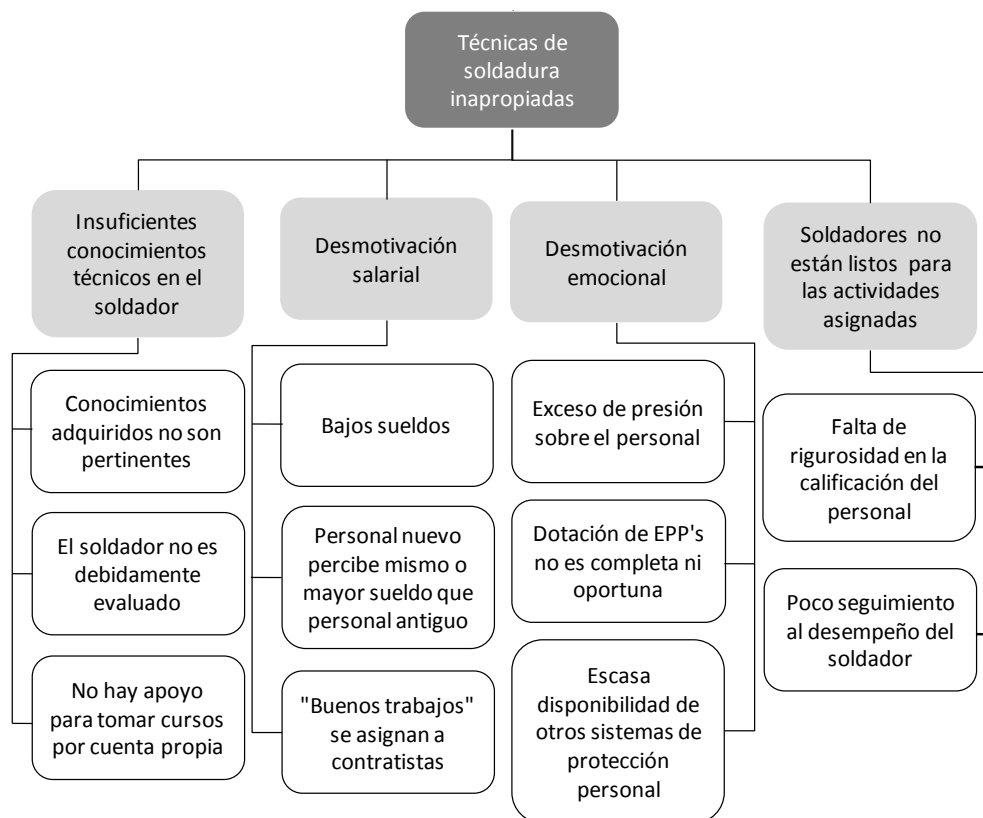 Técnicas de
soldadura
inapropiadas
Insuficientes
conocimientos
técnicos en el
soldador
Desmotivación
salarial
Desmotivación
emocional
Soldadores no
están listos para
las actividades
asignadas
Conocimientos
adquiridos no son
pertinentes
El soldador no es
debidamente
evaluado
No hay apoyo
para tomar cursos
por cuenta propia
Bajos sueldos
Personal nuevo
percibe mismo o
mayor sueldo que
personal antiguo
"Buenos trabajos"
se asignan a
contratistas
Exceso de presión
sobre el personal
Dotación de EPP's
no es completa ni
oportuna
Escasa
disponibilidad de
otros sistemas de
protección
personal
Falta de
rigurosidad en la
calificación del
personal
Poco seguimiento
al desempeño del
soldador